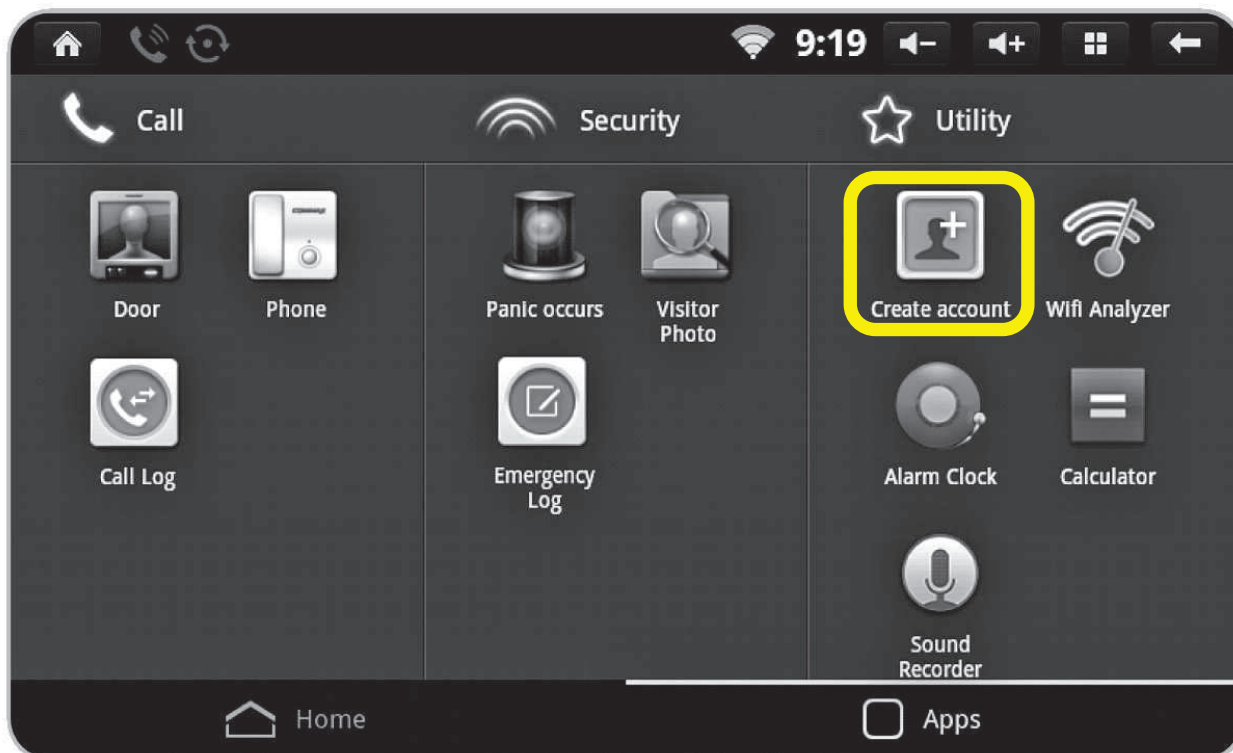 9:19
Call
Security
Utility
Door
Phone
Panic occurs
Visitor
Photo
Create account
Wifi Analyzer
Call Log
Emergency
Log
Alarm Clock
Calculator
Sound
Recorder
Home
Apps